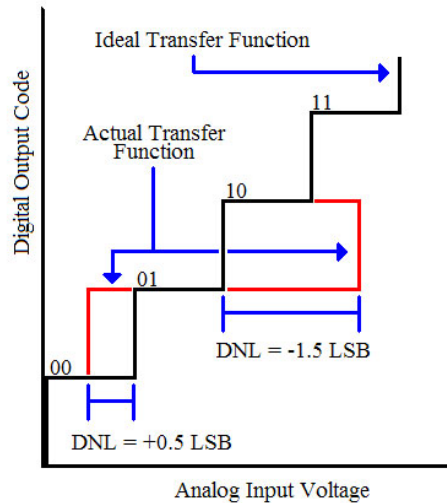 Ideal Transfer Function
11
Actual Transfer
Function
10
01
00
DNL = -1.5 LSB
DNL = +0.5 LSB
Digital Output Code
Analog Input Voltage